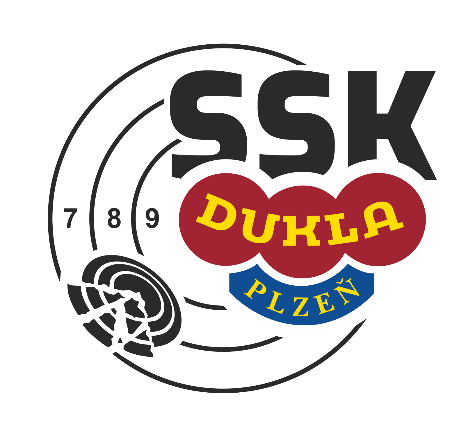 SSK
7 8 9
DUKLA
PLZEŇ